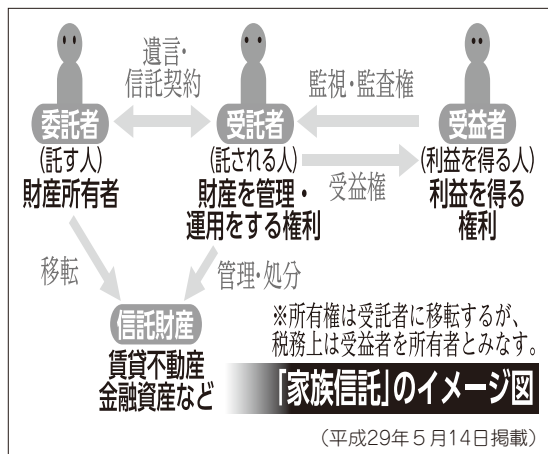 遺言・
信託契約
監視・監査権
委託者
受託者
受益者
(託す人)
財産所有者
(託される人)
財産を管理・
運用をする権利
受益権
(利益を得る人)
利益を得る
権利
移転
管理・処分
信託財産
賃貸不動産
金融資産など
※所有権は受託者に移転するが、
税務上は受益者を所有者とみなす。
「家族信託」のイメージ図
(平成29年5月14日掲載)